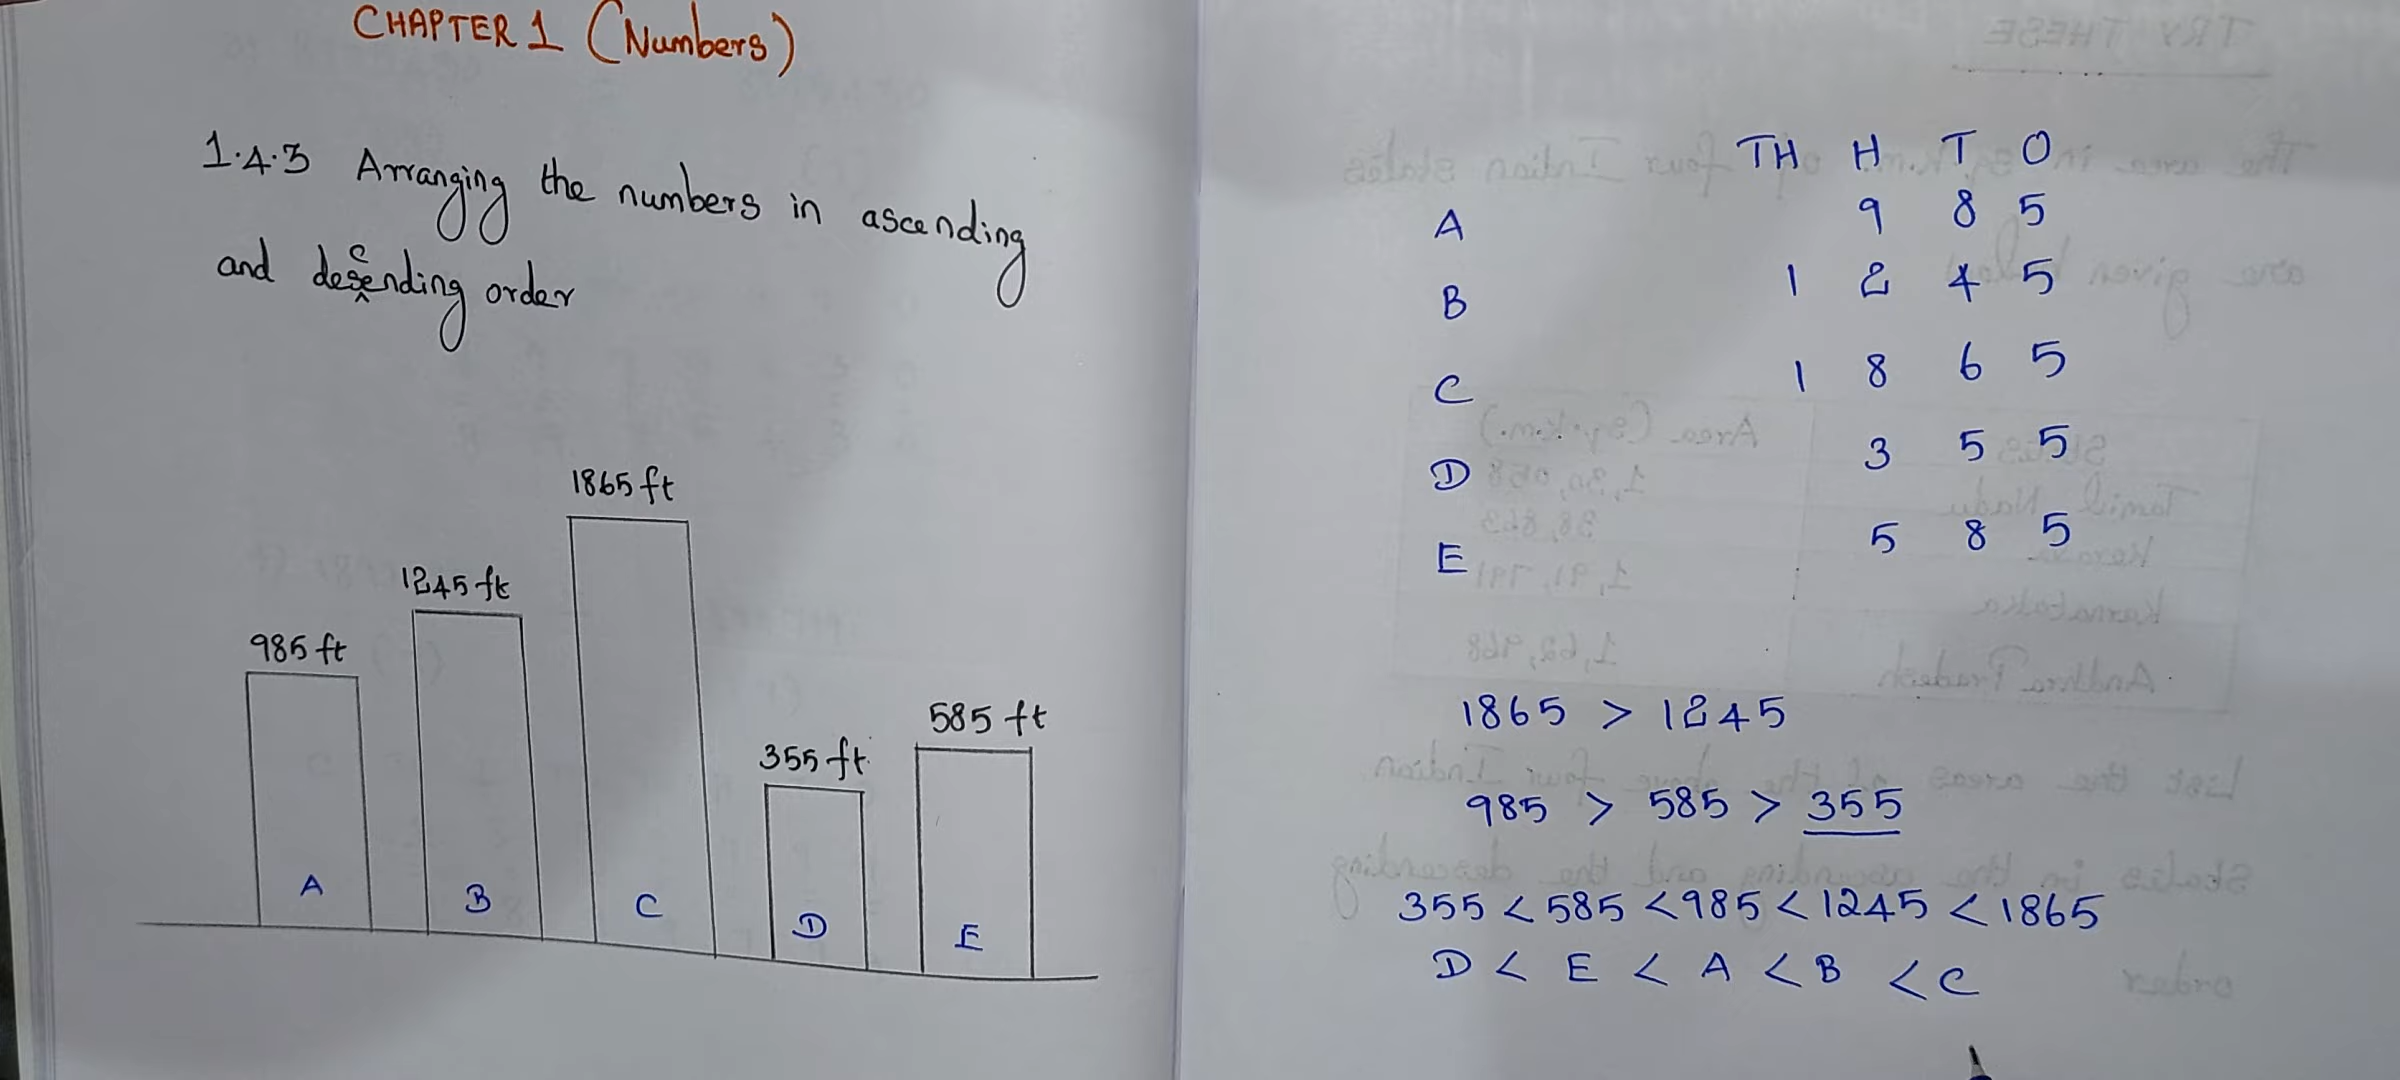 CHAPTER 1 (Numbers)
1.4.3 Arranging the numbers in ascending
and descending order
1865 ft
1245 ft
985 ft
585 ft
355 ft.
A B C D E
TH H T O
A 9 8 5
B 1 2 4 5
C 1 8 6 5
D 3 5 5
E 5 8 5
1865 > 1245
985 > 585 > 355
355 < 585 < 985 < 1245 < 1865
D < E < A < B < C